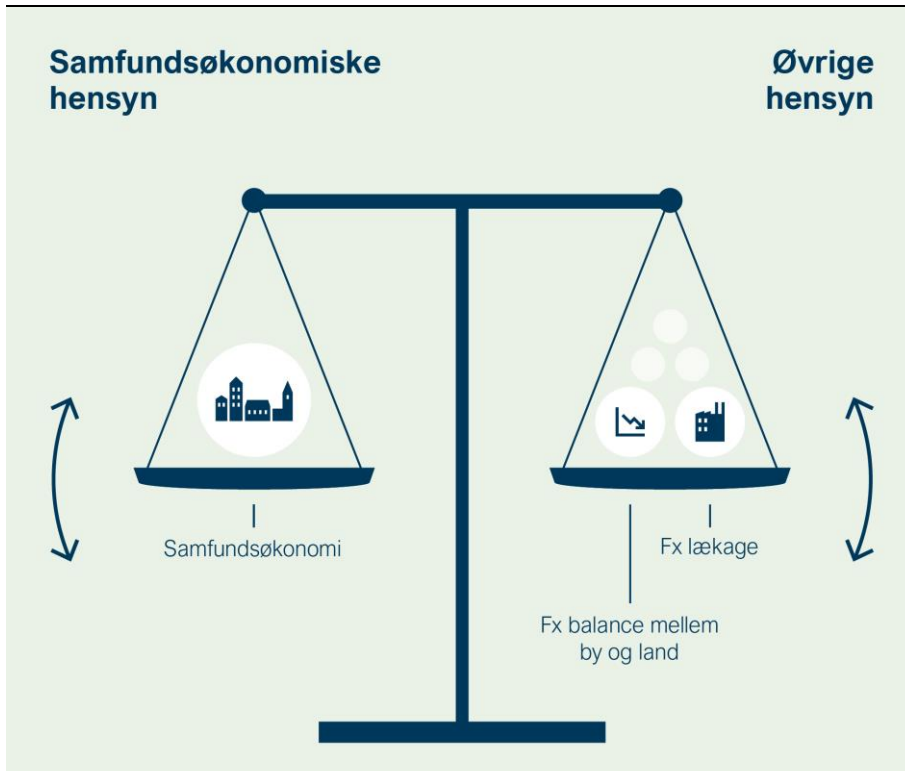 Samfundsøkonomiske
hensyn
Øvrige
hensyn
Samfundsøkonomi
Fx lækage
Fx balance mellem
by og land